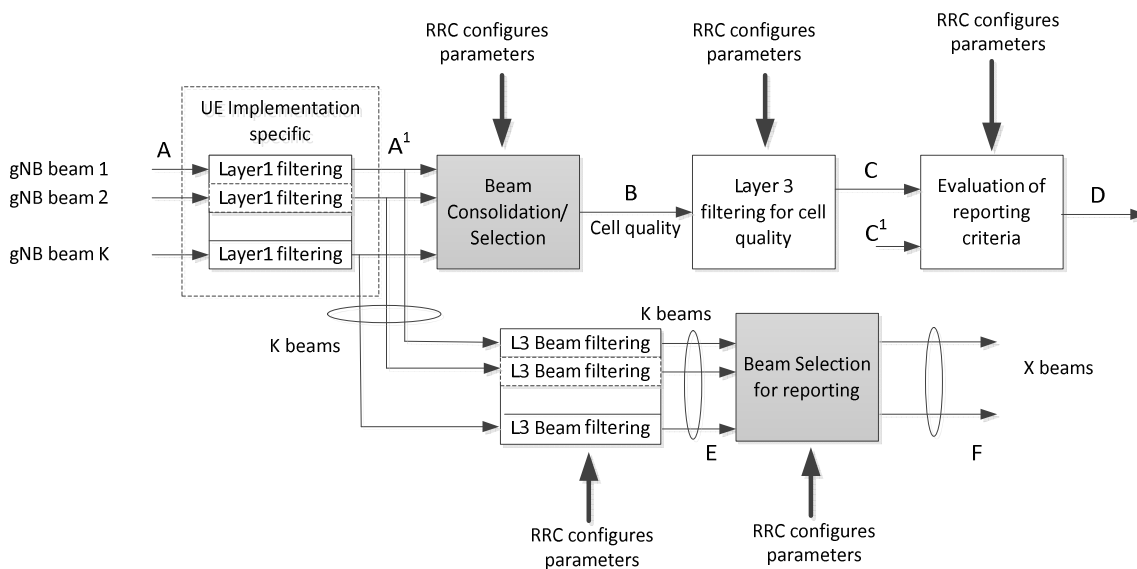 RRC configures
parameters
RRC configures
parameters
RRC configures
parameters
UE Implementation
specific
A
A¹
gNB beam 1
gNB beam 2
gNB beam K
Layer1 filtering
Layer1 filtering
Layer1 filtering
Beam
Consolidation/
Selection
B
Cell quality
Layer 3
filtering for cell
quality
C
C¹
Evaluation of
reporting
criteria
D
K beams
L3 Beam filtering
L3 Beam filtering
L3 Beam filtering
K beams
E
Beam Selection
for reporting
X beams
F
RRC configures
parameters
RRC configures
parameters